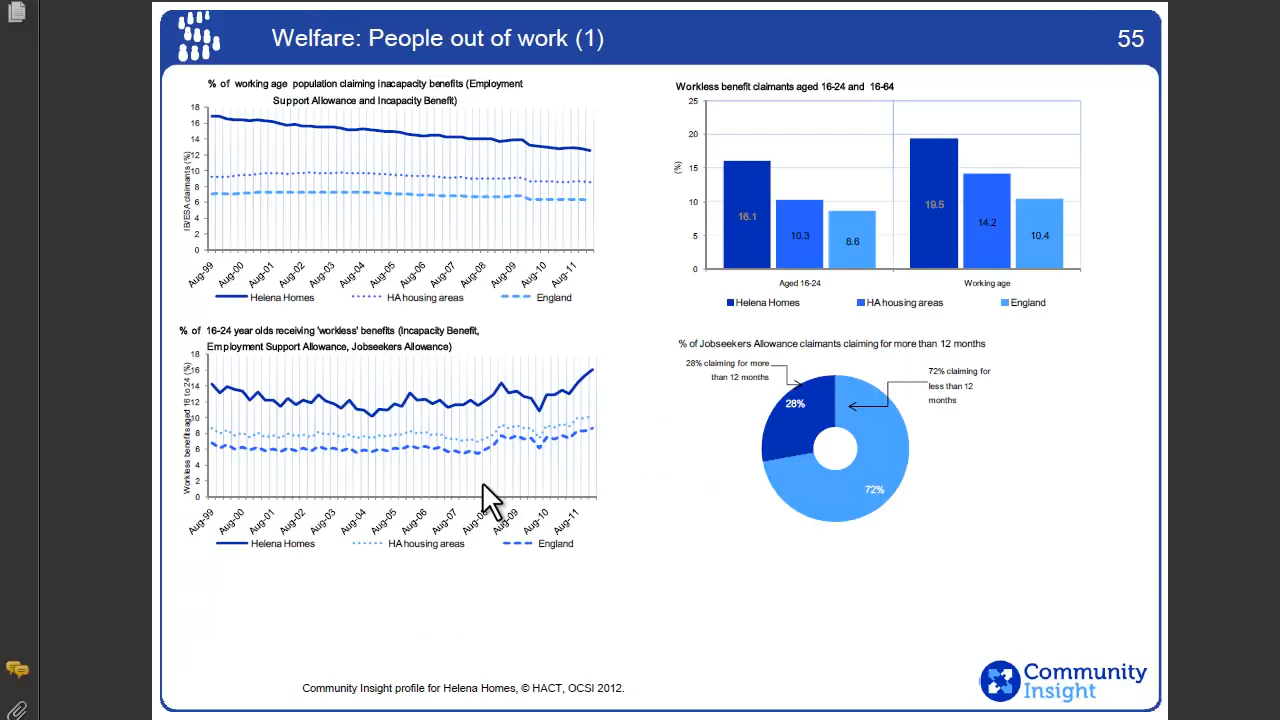 Welfare: People out of work (1)
55
% of working age population claiming inacapacity benefits (Employment
Support Allowance and Incapacity Benefit)
IB/ESA claimants (%)
18
16
14
12
10
8
6
4
2
0
Aug-99
Aug-00
Aug-01
Aug-02
Aug-03
Aug-04
Aug-05
Aug-06
Aug-07
Aug-08
Aug-09
Aug-10
Aug-11
Helena Homes
HA housing areas
England
Workless benefit claimants aged 16-24 and 16-64
(%)
25
20
15
10
5
0
16.1
10.3
8.6
19.5
14.2
10.4
Aged 16-24
Working age
Helena Homes
HA housing areas
England
% of 16-24 year olds receiving 'workless' benefits (Incapacity Benefit,
Employment Support Allowance, Jobseekers Allowance)
Workless benefits aged 16 to 24 (%)
18
16
14
12
10
8
6
4
2
0
Aug-99
Aug-00
Aug-01
Aug-02
Aug-03
Aug-04
Aug-05
Aug-06
Aug-07
Aug-08
Aug-09
Aug-10
Aug-11
Helena Homes
HA housing areas
England
% of Jobseekers Allowance claimants claiming for more than 12 months
28% claiming for more
than 12 months
72% claiming for
less than 12
months
28%
72%
Community Insight profile for Helena Homes, © HACT, OCSI 2012.
Community
Insight